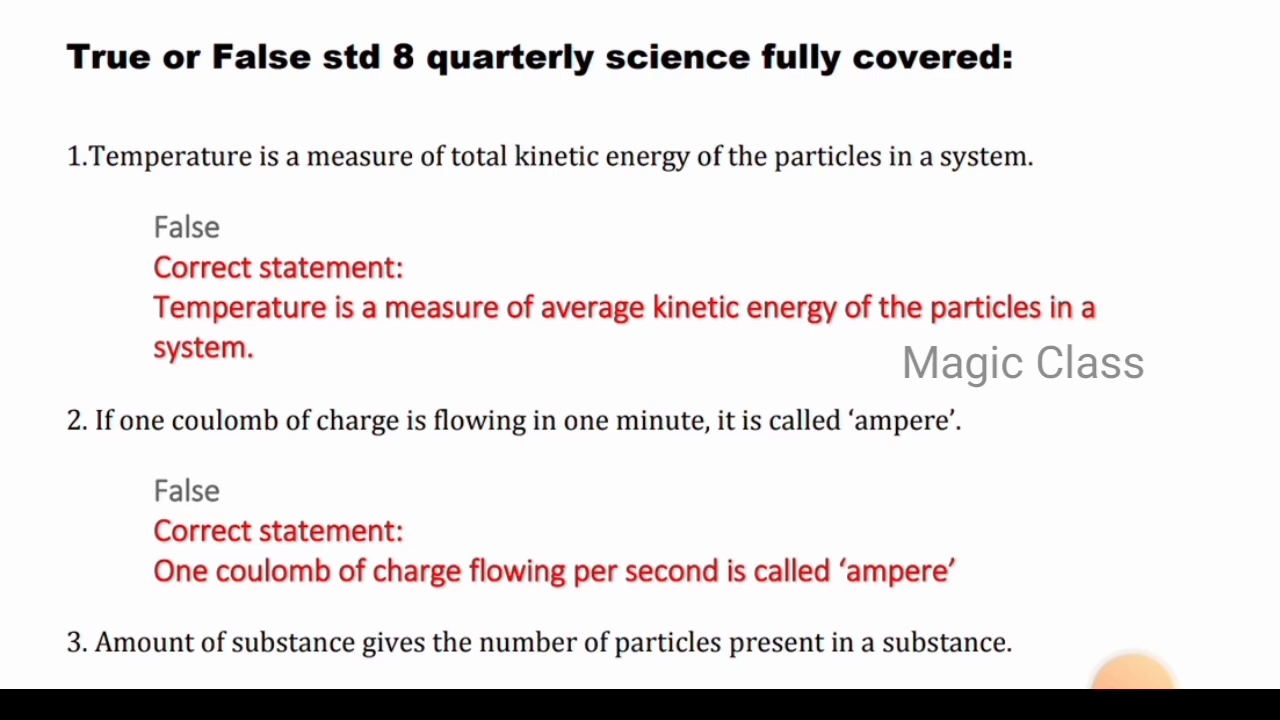 True or False std 8 quarterly science fully covered:
1.Temperature is a measure of total kinetic energy of the particles in a system.
False
Correct statement:
Temperature is a measure of average kinetic energy of the particles in a
system.
Magic Class
2. If one coulomb of charge is flowing in one minute, it is called ‘ampere’.
False
Correct statement:
One coulomb of charge flowing per second is called ‘ampere’
3. Amount of substance gives the number of particles present in a substance.